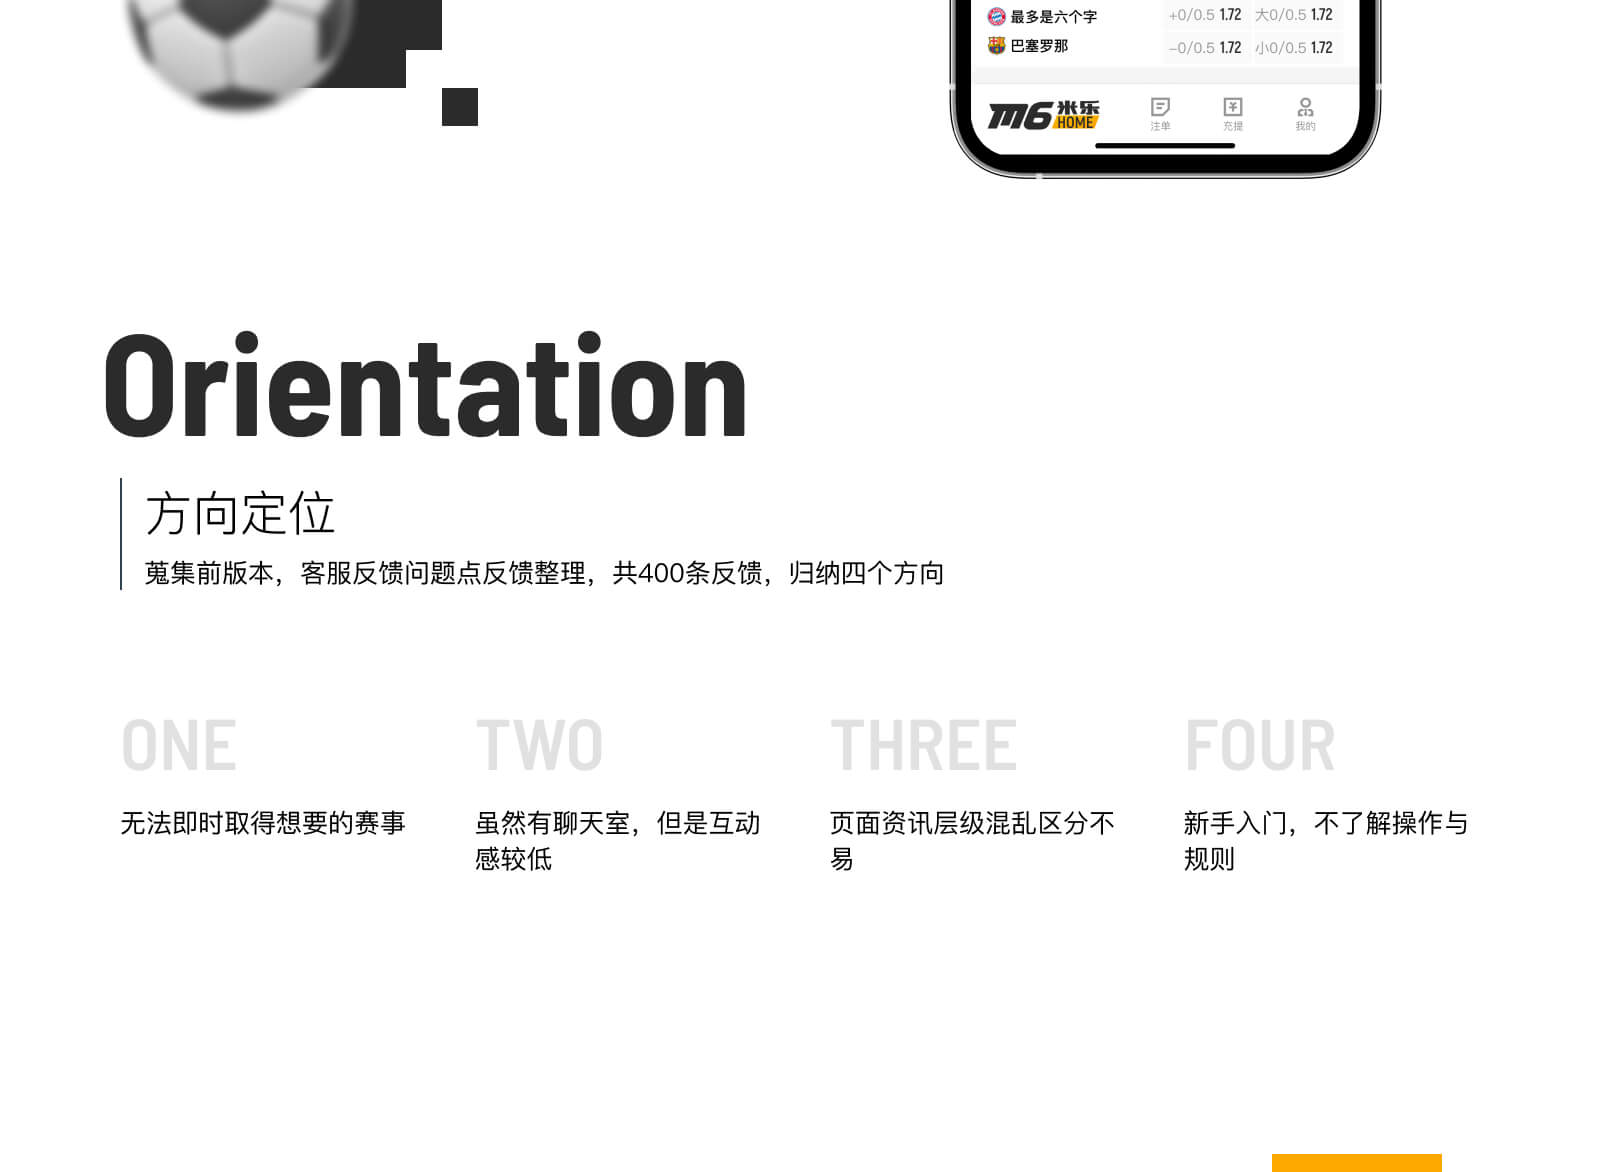 最多是六个字 +0/0.5 1.72 大0/0.5 1.72
巴塞罗那 -0/0.5 1.72 小0/0.5 1.72
M6 米乐 HOME 注单 充提 我的
Orientation
方向定位
蒐集前版本，客服反馈问题点反馈整理，共400条反馈，归纳四个方向
ONE
无法即时取得想要的赛事
TWO
虽然有聊天室，但是互动
感较低
THREE
页面资讯层级混乱区分不
易
FOUR
新手入门，不了解操作与
规则